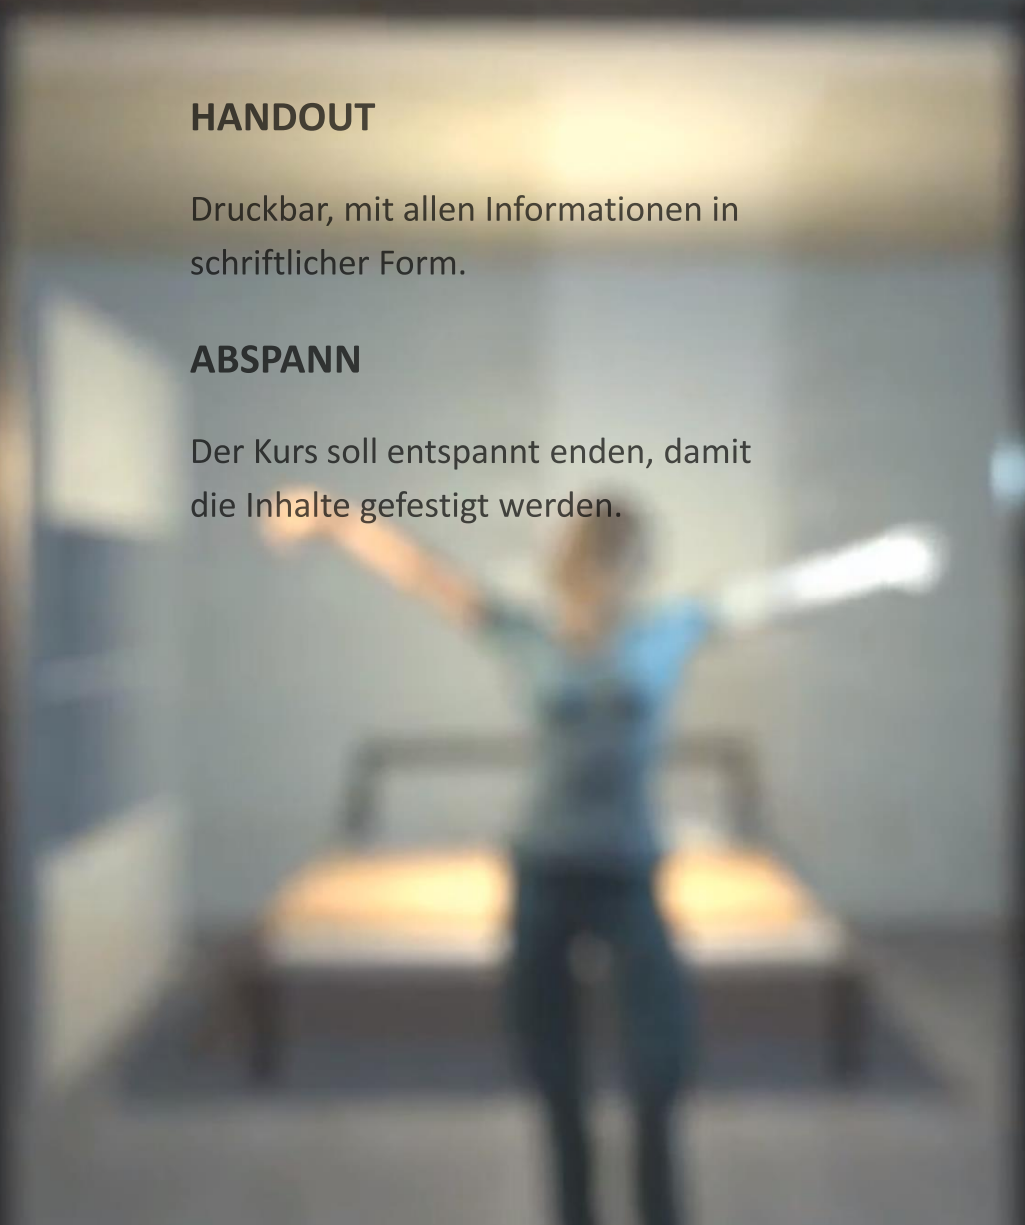 HANDOUT
Druckbar, mit allen Informationen in
schriftlicher Form.
ABSPANN
Der Kurs soll entspannt enden, damit
die Inhalte gefestigt werden.